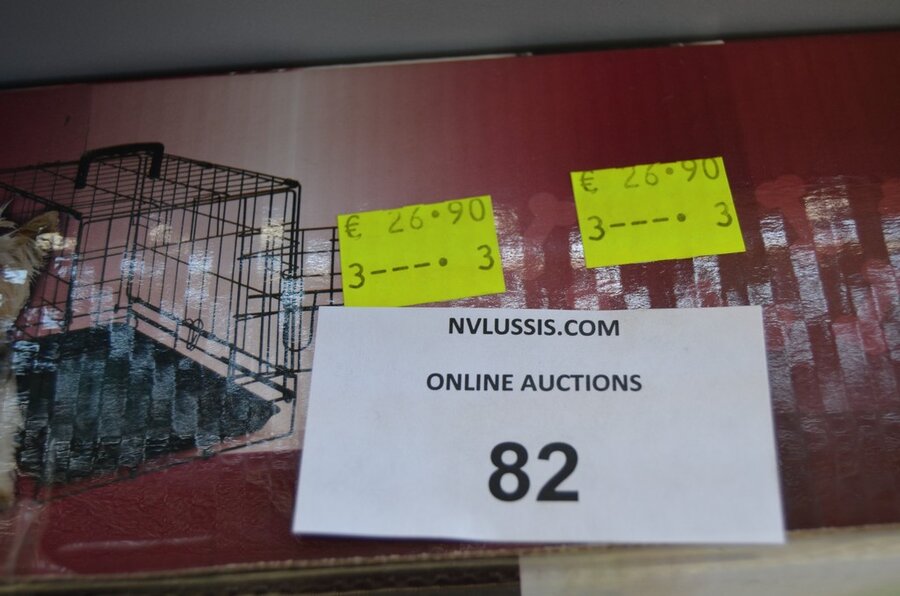 € 26.90
3---. 3
€ 26.90
3---. 3
NVLUSSIS.COM
ONLINE AUCTIONS
82